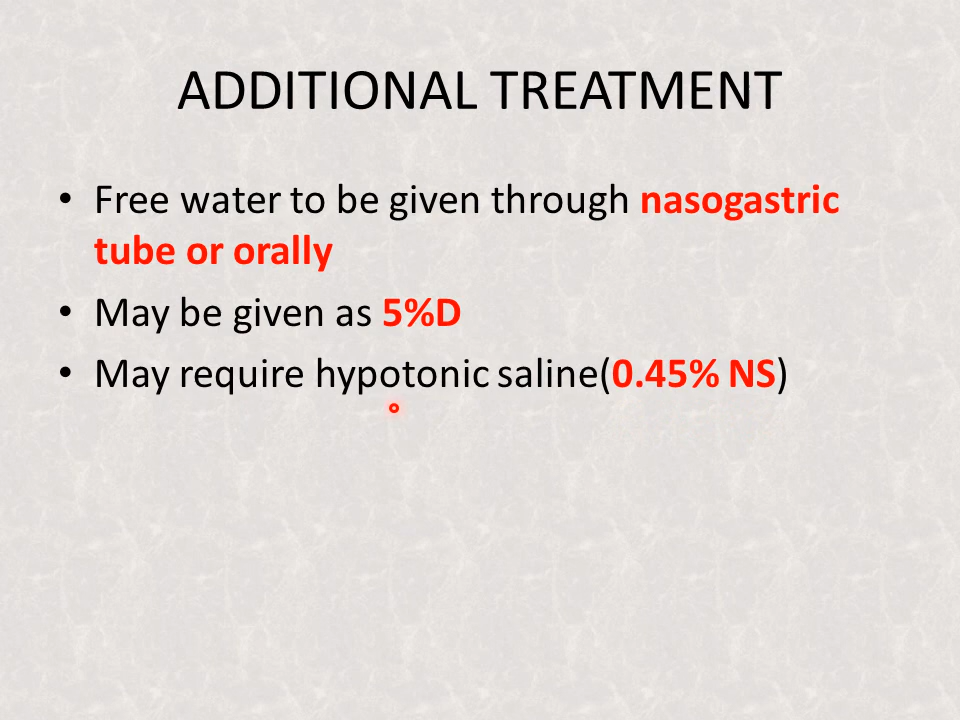 ADDITIONAL TREATMENT
• Free water to be given through nasogastric
tube or orally
• May be given as 5%D
• May require hypotonic saline(0.45% NS)